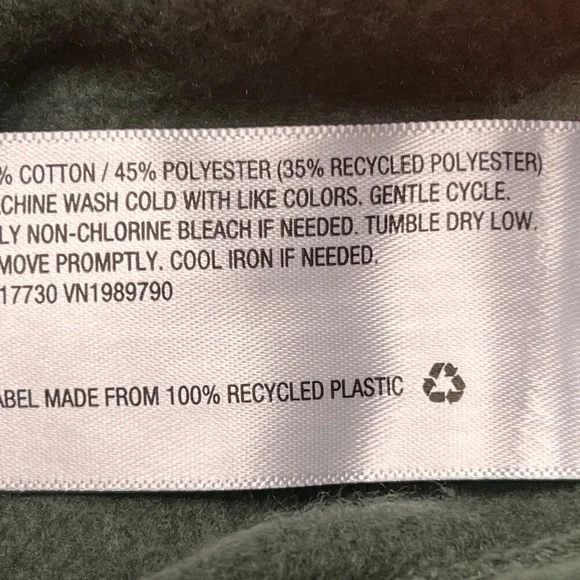 % COTTON / 45% POLYESTER (35% RECYCLED POLYESTER)
CHINE WASH COLD WITH LIKE COLORS. GENTLE CYCLE.
LY NON-CHLORINE BLEACH IF NEEDED. TUMBLE DRY LOW.
MOVE PROMPTLY. COOL IRON IF NEEDED.
17730 VN1989790
ABEL MADE FROM 100% RECYCLED PLASTIC